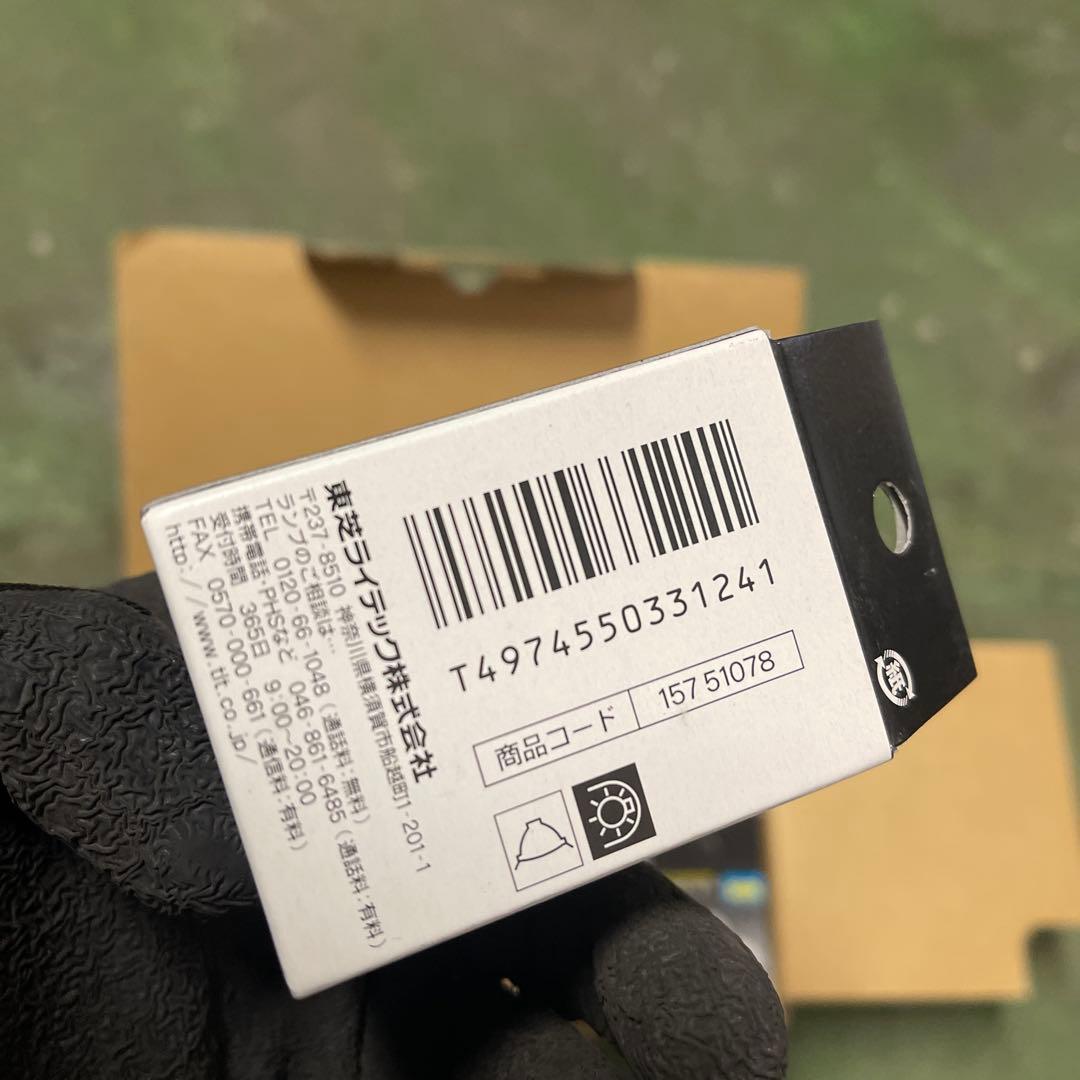 T4974550331241
商品コード 157 51078
東芝ライテック株式会社
〒237-8510 神奈川県横須賀市船越町1-201-1
ランプのご相談は…
TEL 0120-66-1048（通話料:無料）
携帯電話・PHSなど 046-861-6485（通話料:有料）
受付時間 365日 9:00~20:00
FAX 0570-000-661（通信料:有料）
http://www.tlt.co.jp/
紙